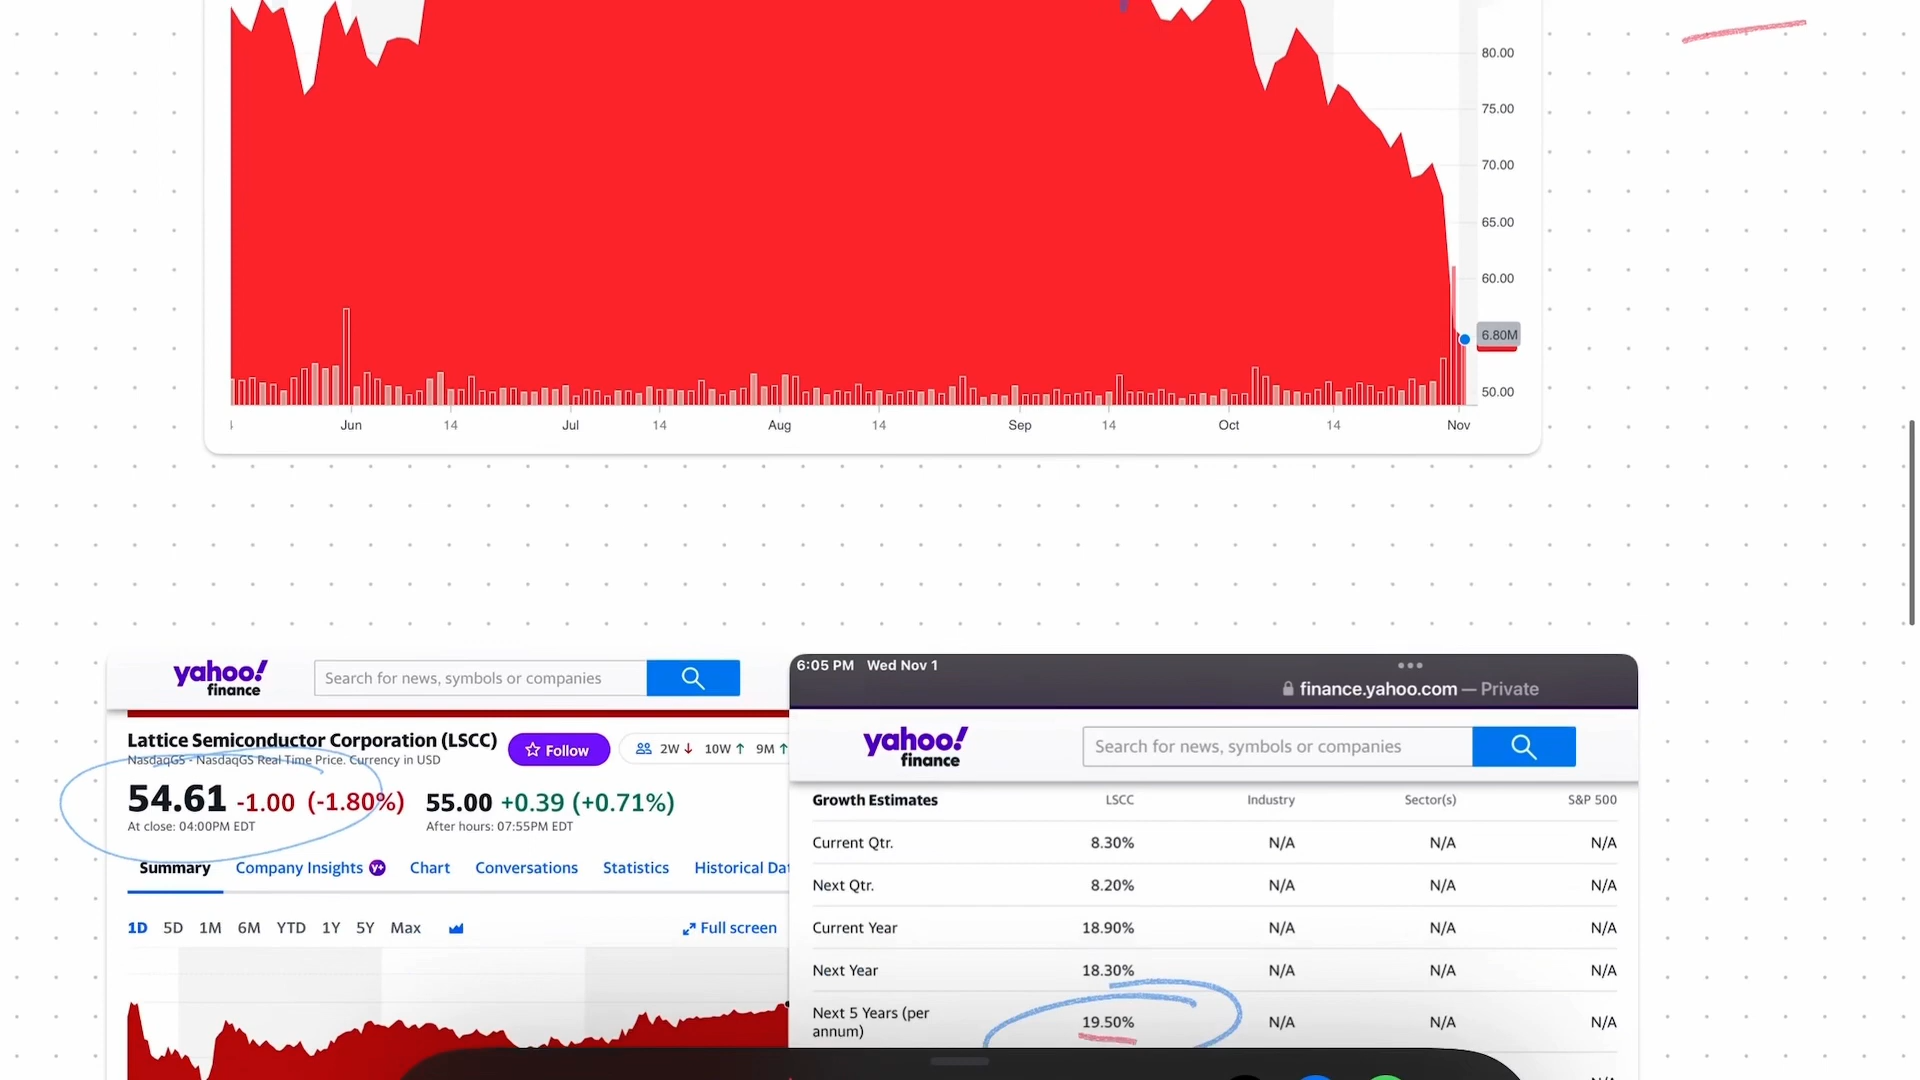 80.00
75.00
70.00
65.00
60.00
6.80M
50.00
Jun 14 Jul 14 Aug 14 Sep 14 Oct 14 Nov
yahoo!
finance
Search for news, symbols or companies
Lattice Semiconductor Corporation (LSCC)
NasdaqGS - NasdaqGS Real Time Price. Currency in USD
Follow
2W 10W 9M
54.61 -1.00 (-1.80%) 55.00 +0.39 (+0.71%)
At close: 04:00PM EDT After hours: 07:55PM EDT
Summary Company Insights Y+ Chart Conversations Statistics Historical Dat
1D 5D 1M 6M YTD 1Y 5Y Max Full screen
6:05 PM Wed Nov 1
finance.yahoo.com — Private
yahoo!
finance
Search for news, symbols or companies
Growth Estimates LSCC Industry Sector(s) S&P 500
Current Qtr. 8.30% N/A N/A N/A
Next Qtr. 8.20% N/A N/A N/A
Current Year 18.90% N/A N/A N/A
Next Year 18.30% N/A N/A N/A
Next 5 Years (per
annum) 19.50% N/A N/A N/A